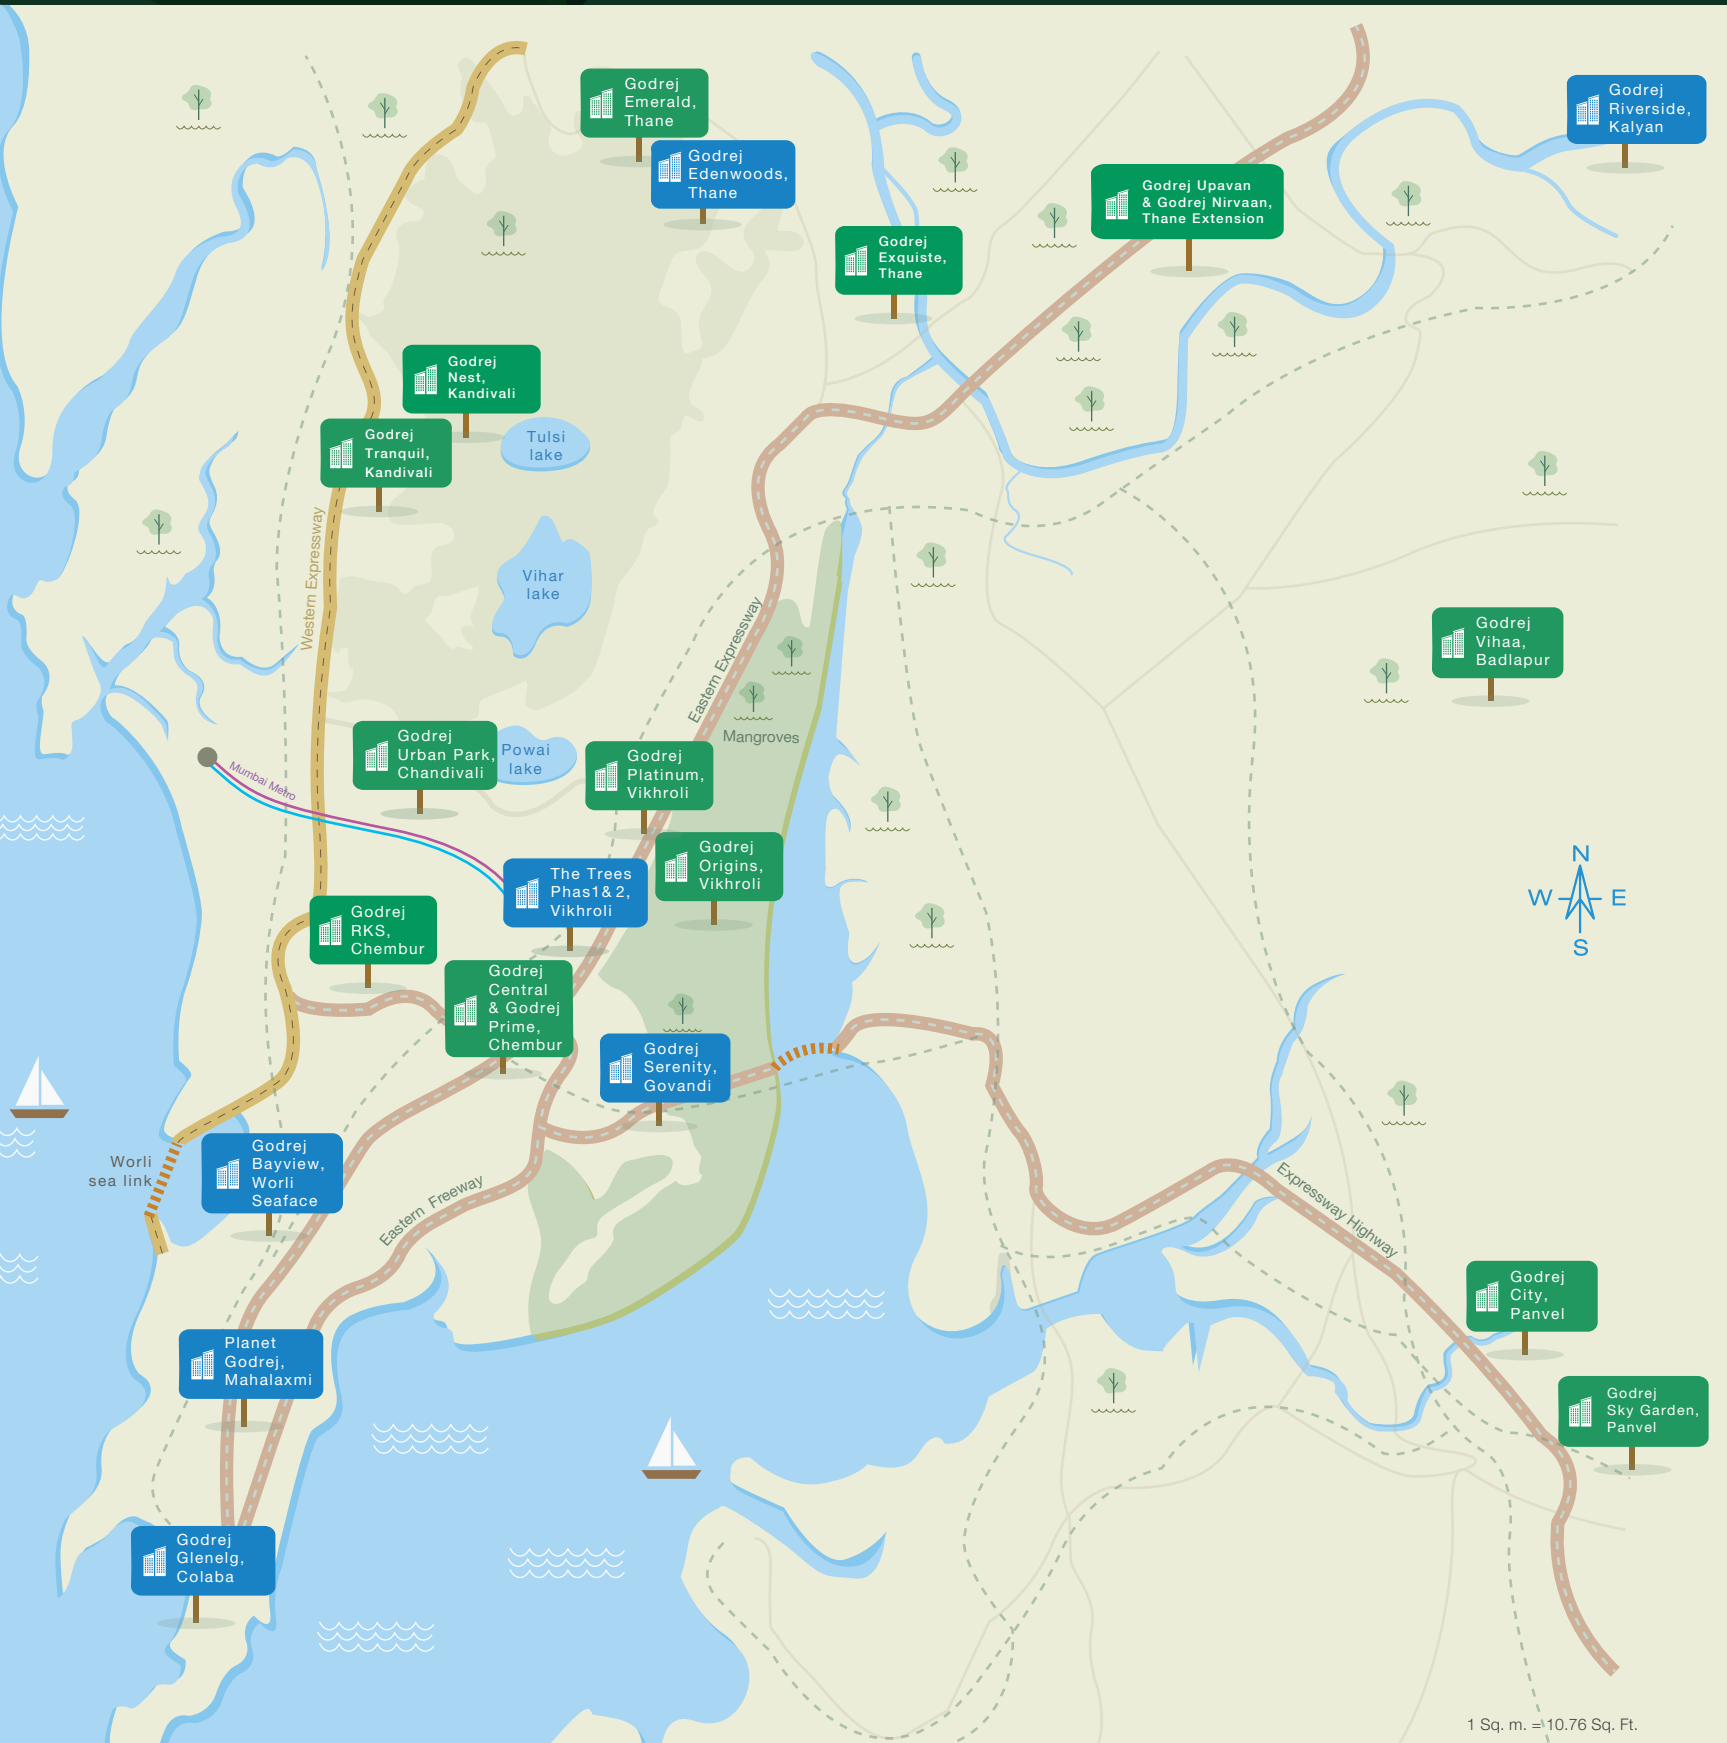 Godrej
Emerald,
Thane
Godrej
Edenwoods,
Thane
Godrej
Riverside,
Kalyan
Godrej Upavan
& Godrej Nirvaan,
Thane Extension
Godrej
Exquiste,
Thane
Godrej
Nest,
Kandivali
Godrej
Tranquil,
Kandivali
Tulsi
lake
Western Expressway
Vihar
lake
Eastern Expressway
Godrej
Vihaa,
Badlapur
Mangroves
Godrej
Urban Park,
Chandivali
Powai
lake
Godrej
Platinum,
Vikhroli
Mumbai Metro
Godrej
Origins,
Vikhroli
The Trees
Phas1& 2,
Vikhroli
N
W E
S
Godrej
RKS,
Chembur
Godrej
Central
& Godrej
Prime,
Chembur
Godrej
Serenity,
Govandi
Worli
sea link
Godrej
Bayview,
Worli
Seaface
Eastern Freeway
Expressway Highway
Godrej
City,
Panvel
Planet
Godrej,
Mahalaxmi
Godrej
Sky Garden,
Panvel
Godrej
Glenelg,
Colaba
1 Sq. m. = 10.76 Sq. Ft.